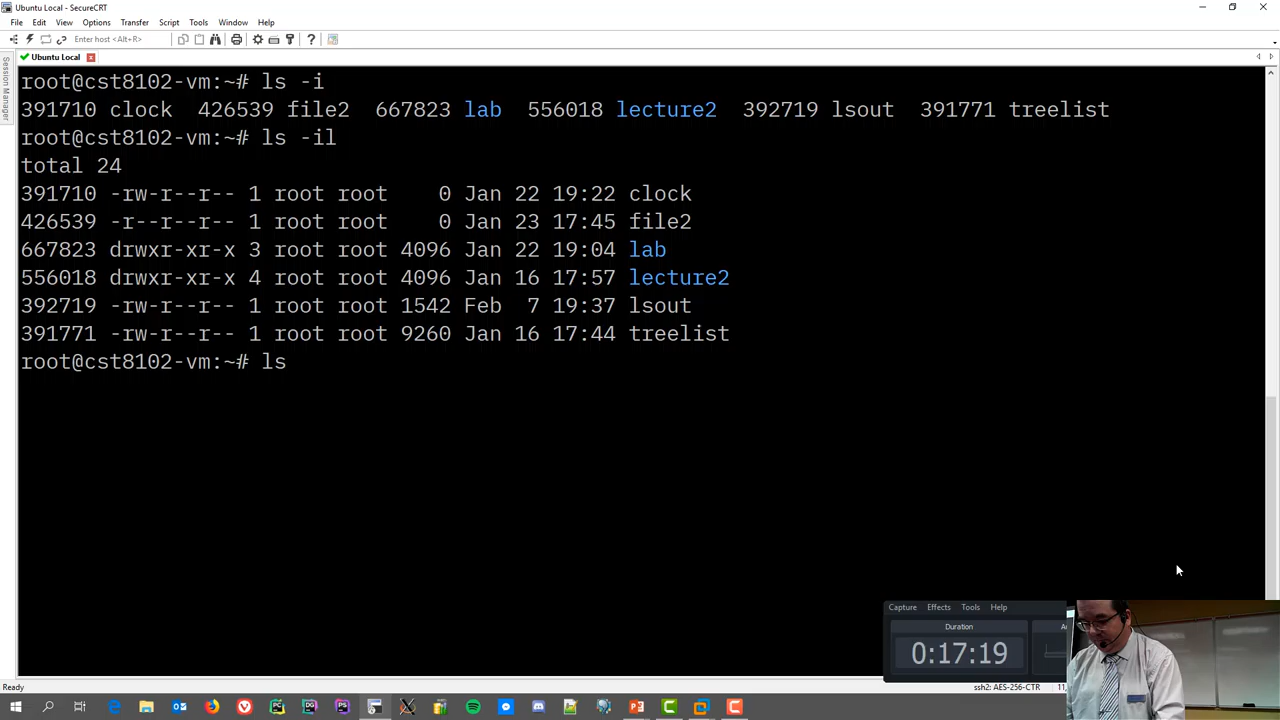 Ubuntu Local - SecureCRT
File Edit View Options Transfer Script Tools Window Help
Enter host <Alt+R>
Ubuntu Local
Session Manager
root@cst8102-vm:~# ls -i
391710 clock 426539 file2 667823 lab 556018 lecture2 392719 lsout 391771 treelist
root@cst8102-vm:~# ls -il
total 24
391710 -rw-r--r-- 1 root root 0 Jan 22 19:22 clock
426539 -r--r--r-- 1 root root 0 Jan 23 17:45 file2
667823 drwxr-xr-x 3 root root 4096 Jan 22 19:04 lab
556018 drwxr-xr-x 4 root root 4096 Jan 16 17:57 lecture2
392719 -rw-r--r-- 1 root root 1542 Feb 7 19:37 lsout
391771 -rw-r--r-- 1 root root 9260 Jan 16 17:44 treelist
root@cst8102-vm:~# ls
Capture Effects Tools Help
Duration
0:17:19
Ready
ssh2: AES-256-CTR
11,